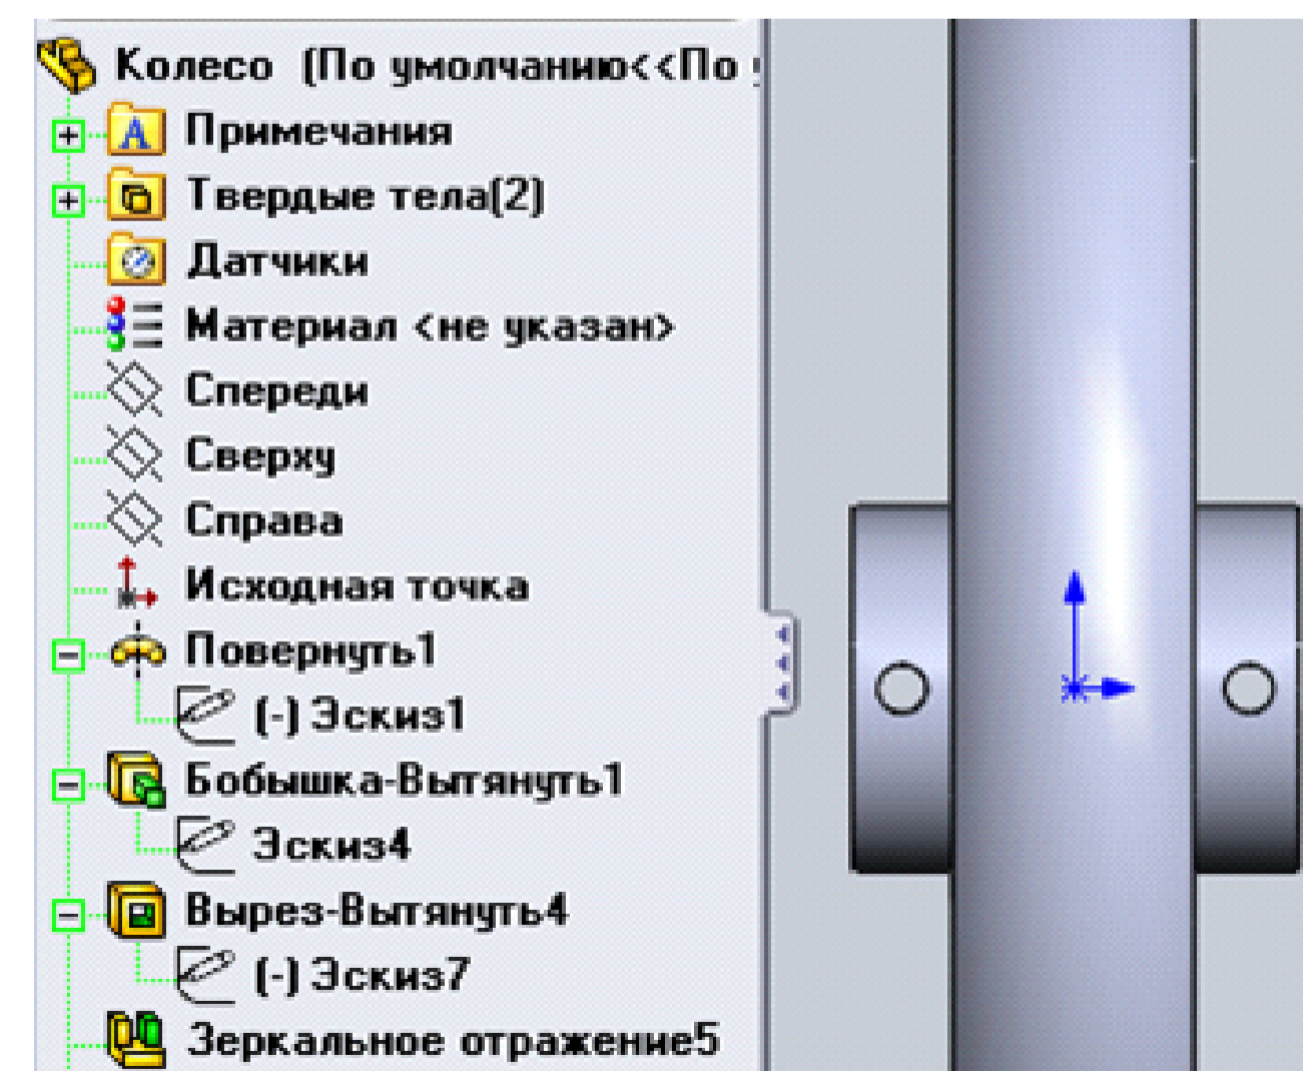 Колесо (По умолчанию<<По
Примечания
Твердые тела(2)
Датчики
Материал <не указан>
Спереди
Сверху
Справа
Исходная точка
Повернуть1
(-) Эскиз1
Бобышка-Вытянуть1
Эскиз4
Вырез-Вытянуть4
(-) Эскиз7
Зеркальное отражение5